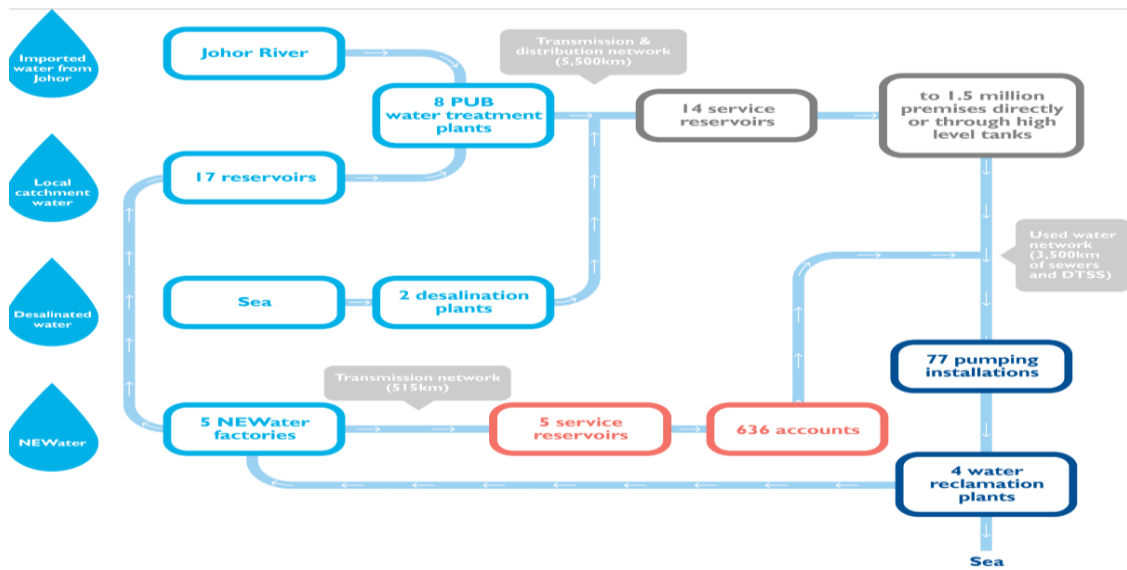 Imported
water from
Johor
Johor River
Transmission &
distribution network
(5,500km)
8 PUB
water treatment
plants
14 service
reservoirs
to 1.5 million
premises directly
or through high
level tanks
Local
catchment
water
17 reservoirs
Used water
network
(3,500km
of sewers
and DTSS)
Desalinated
water
Sea
2 desalination
plants
77 pumping
installations
Transmission network
(515km)
NEWater
5 NEWater
factories
5 service
reservoirs
636 accounts
4 water
reclamation
plants
Sea